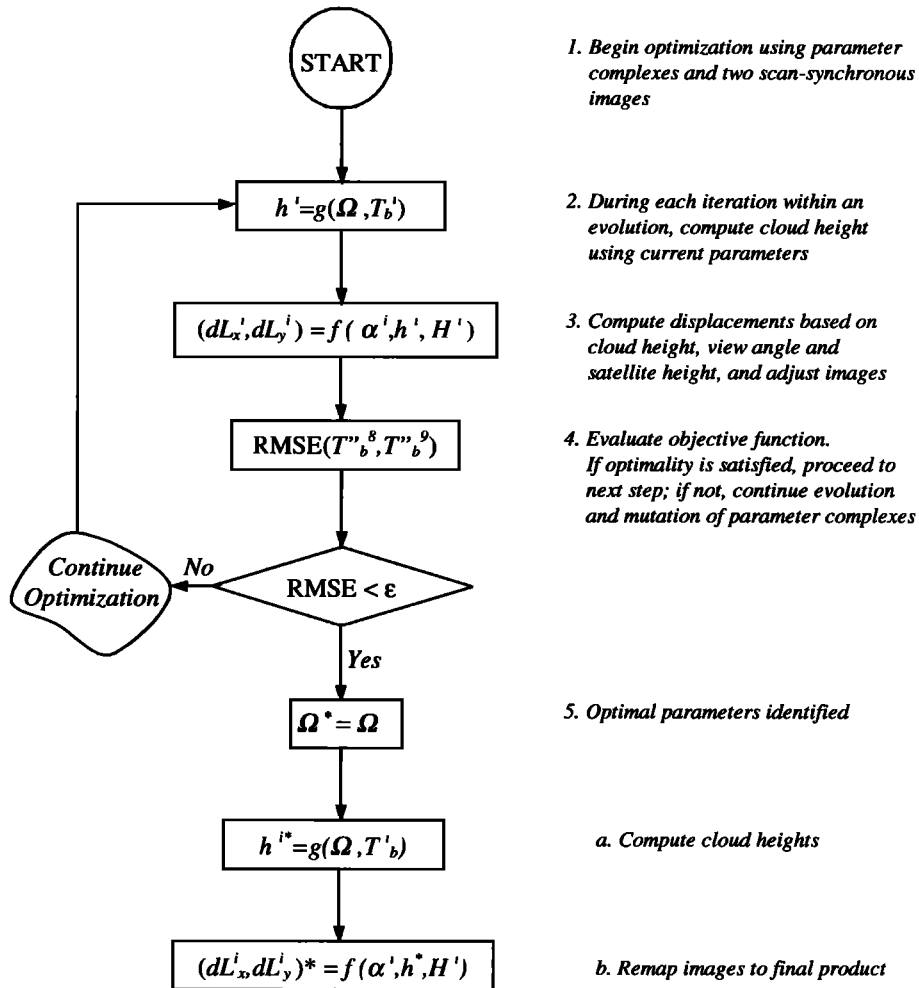 START
1. Begin optimization using parameter
complexes and two scan-synchronous
images
h'=g(Ω,T_b')
2. During each iteration within an
evolution, compute cloud height
using current parameters
(dL_x',dL_y^i)=f(α^i,h',H')
3. Compute displacements based on
cloud height, view angle and
satellite height, and adjust images
RMSE(T"_b^8,T"_b^9)
4. Evaluate objective function.
If optimality is satisfied, proceed to
next step; if not, continue evolution
and mutation of parameter complexes
Continue
Optimization
No
RMSE < ε
Yes
Ω*=Ω
5. Optimal parameters identified
h^i*=g(Ω,T'_b)
a. Compute cloud heights
(dL_x^i,dL_y^i)*=f(α',h*,H')
b. Remap images to final product